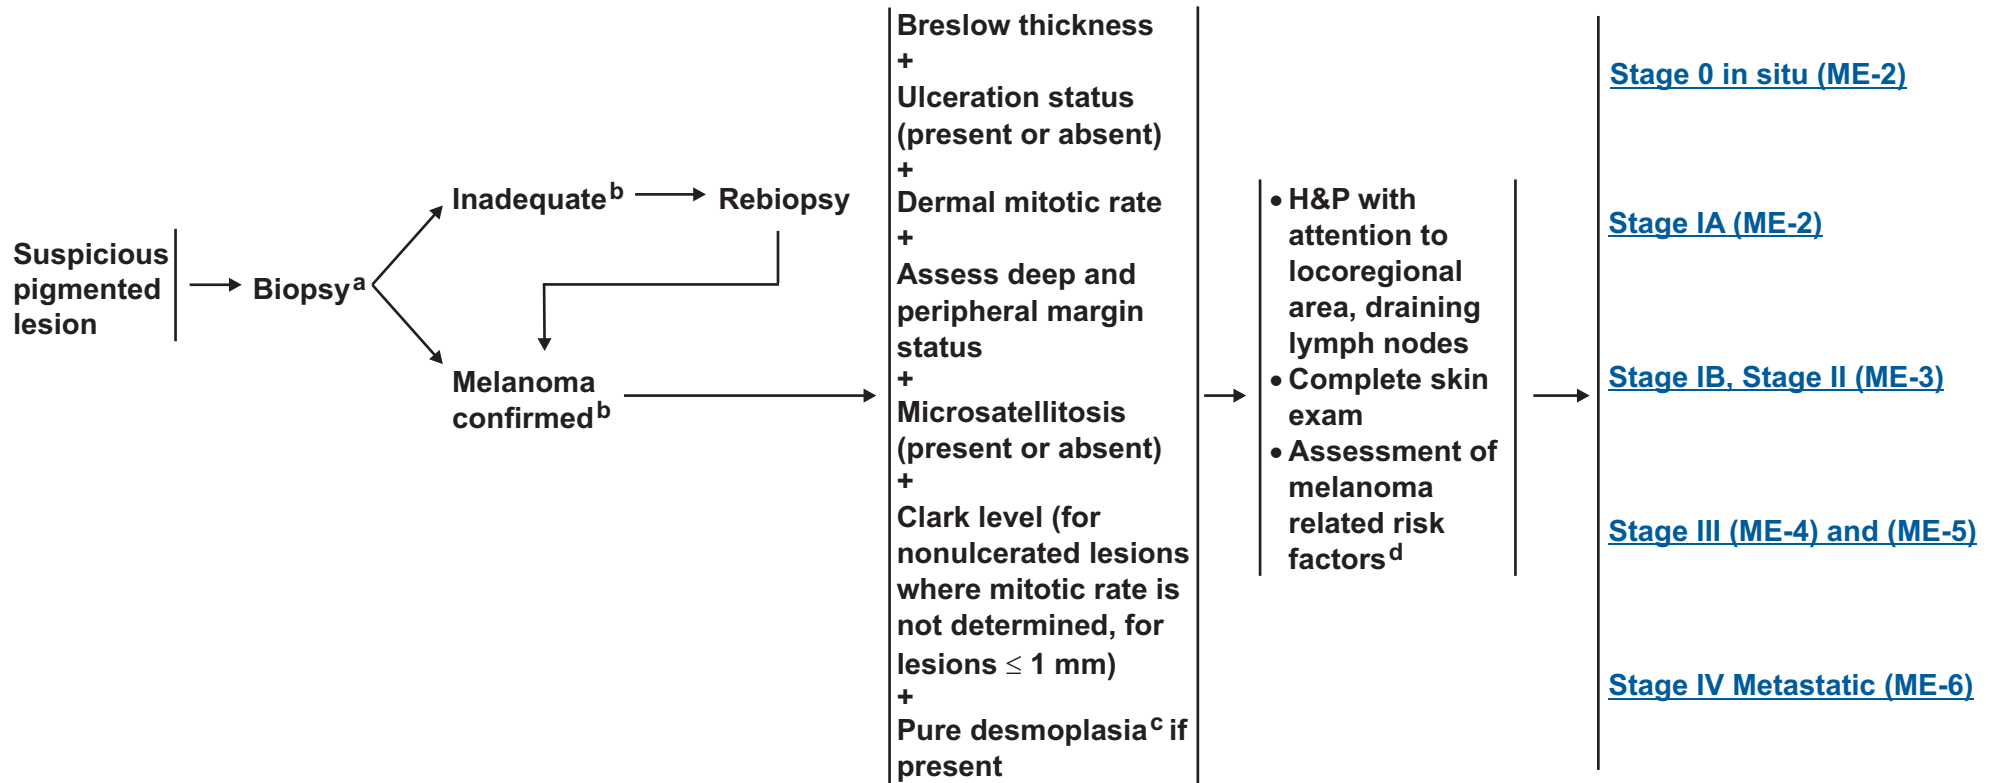 Suspicious
pigmented
lesion
Biopsy a
Inadequate b
Rebiopsy
Melanoma
confirmed b
Breslow thickness
+
Ulceration status
(present or absent)
+
Dermal mitotic rate
+
Assess deep and
peripheral margin
status
+
Microsatellitosis
(present or absent)
+
Clark level (for
nonulcerated lesions
where mitotic rate is
not determined, for
lesions ≤ 1 mm)
+
Pure desmoplasia c if
present
• H&P with
attention to
locoregional
area, draining
lymph nodes
• Complete skin
exam
• Assessment of
melanoma
related risk
factors d
Stage 0 in situ (ME-2)
Stage IA (ME-2)
Stage IB, Stage II (ME-3)
Stage III (ME-4) and (ME-5)
Stage IV Metastatic (ME-6)